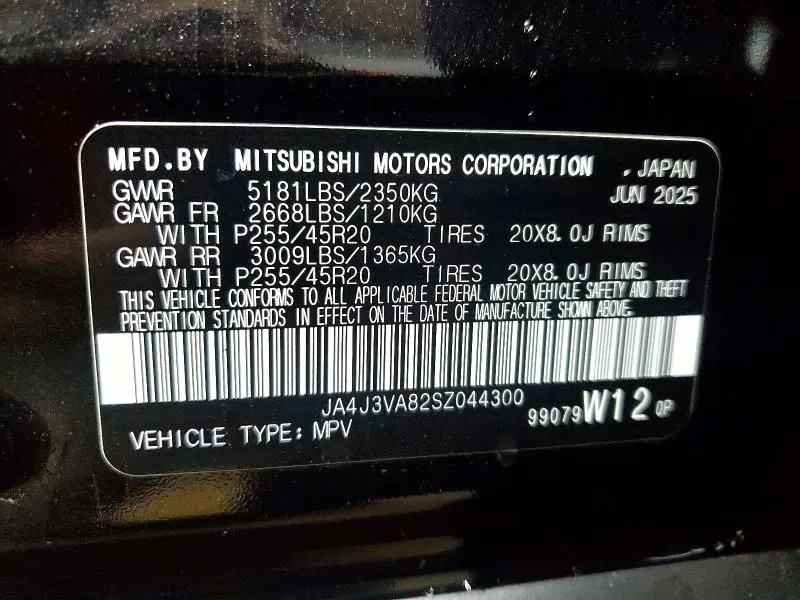 MFD.BY MITSUBISHI MOTORS CORPORATION , JAPAN
GVWR 5181LBS/2350KG JUN 2025
GAWR FR 2668LBS/1210KG
WITH P255/45R20 TIRES 20X8.0J RIMS
GAWR RR 3009LBS/1365KG
WITH P255/45R20 TIRES 20X8.0J RIMS
THIS VEHICLE CONFORMS TO ALL APPLICABLE FEDERAL MOTOR VEHICLE SAFETY AND THEFT
PREVENTION STANDARDS IN EFFECT ON THE DATE OF MANUFACTURE SHOWN ABOVE.
JA4J3VA82SZ044300
99079W120P
VEHICLE TYPE: MPV